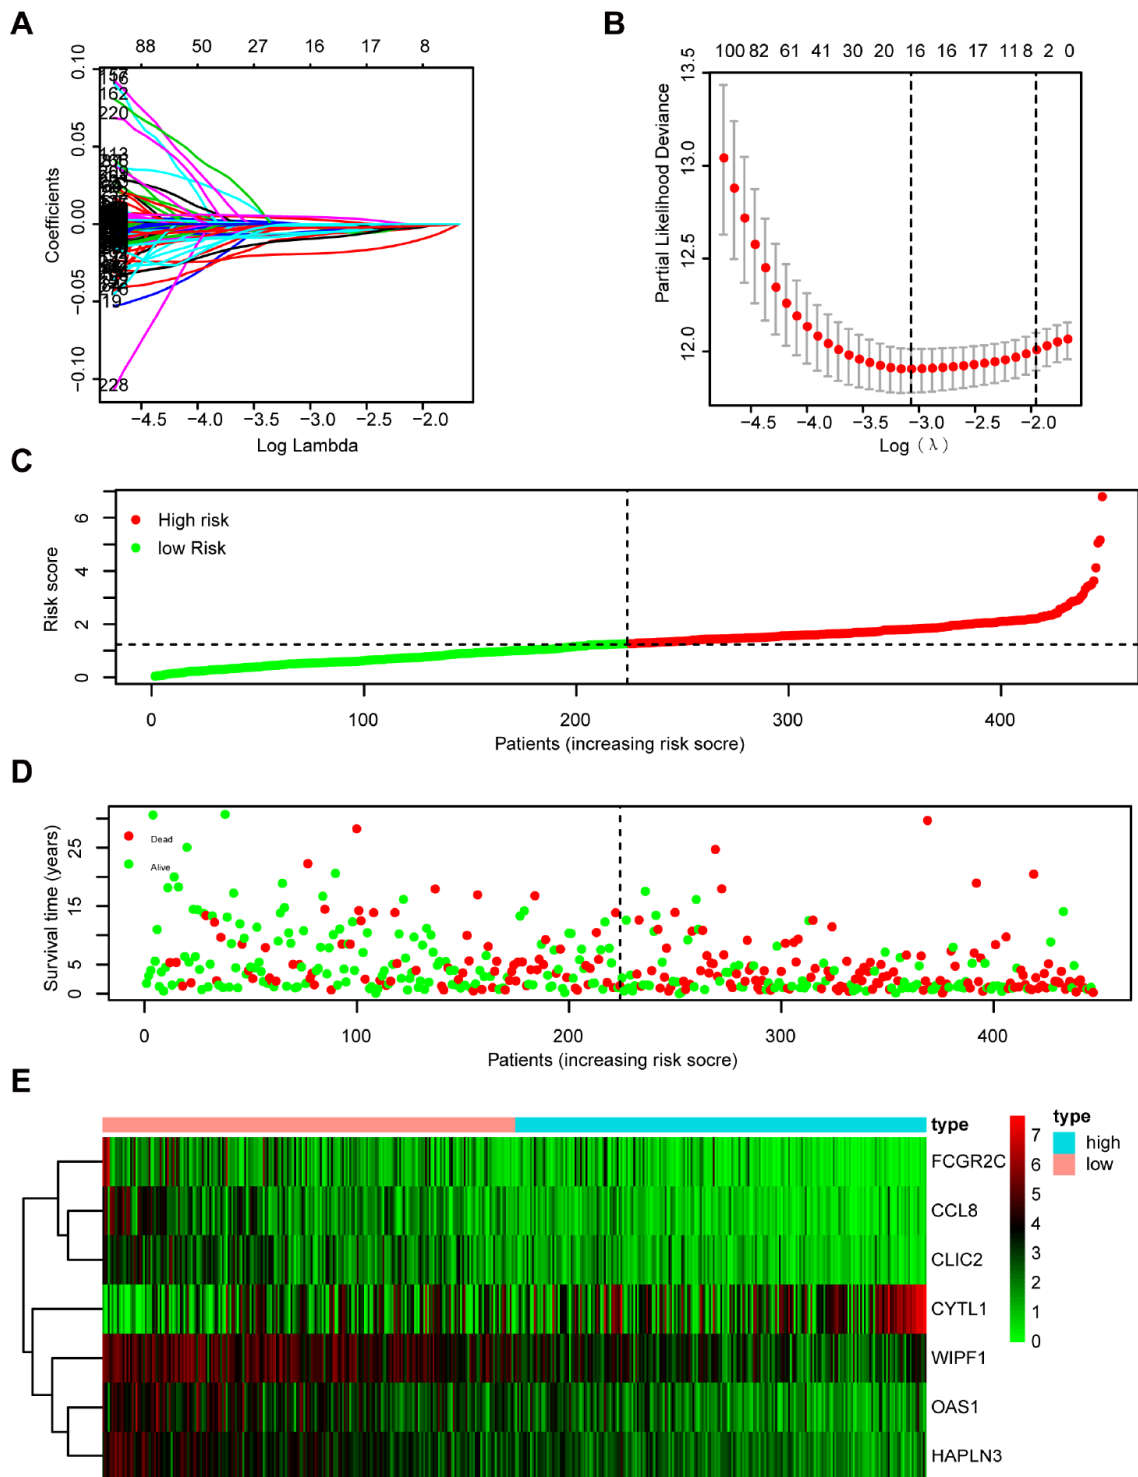 A
88 50 27 16 17 8
0.10
0.05
0.00
−0.05
−0.10
Coefficients
157
162
220
19
228
−4.5 −4.0 −3.5 −3.0 −2.5 −2.0
Log Lambda
B
100 82 61 41 30 20 16 16 17 11 8 2 0
13.5
13.0
12.5
12.0
Partial Likelihood Deviance
−4.5 −4.0 −3.5 −3.0 −2.5 −2.0
Log (λ)
C
6
4
2
0
Risk score
High risk
low Risk
0 100 200 300 400
Patients (increasing risk socre)
D
25
15
5
0
Survival time (years)
Dead
Alive
0 100 200 300 400
Patients (increasing risk socre)
E
type
FCGR2C
CCL8
CLIC2
CYTL1
WIPF1
OAS1
HAPLN3
7
6
5
4
3
2
1
0
type
high
low